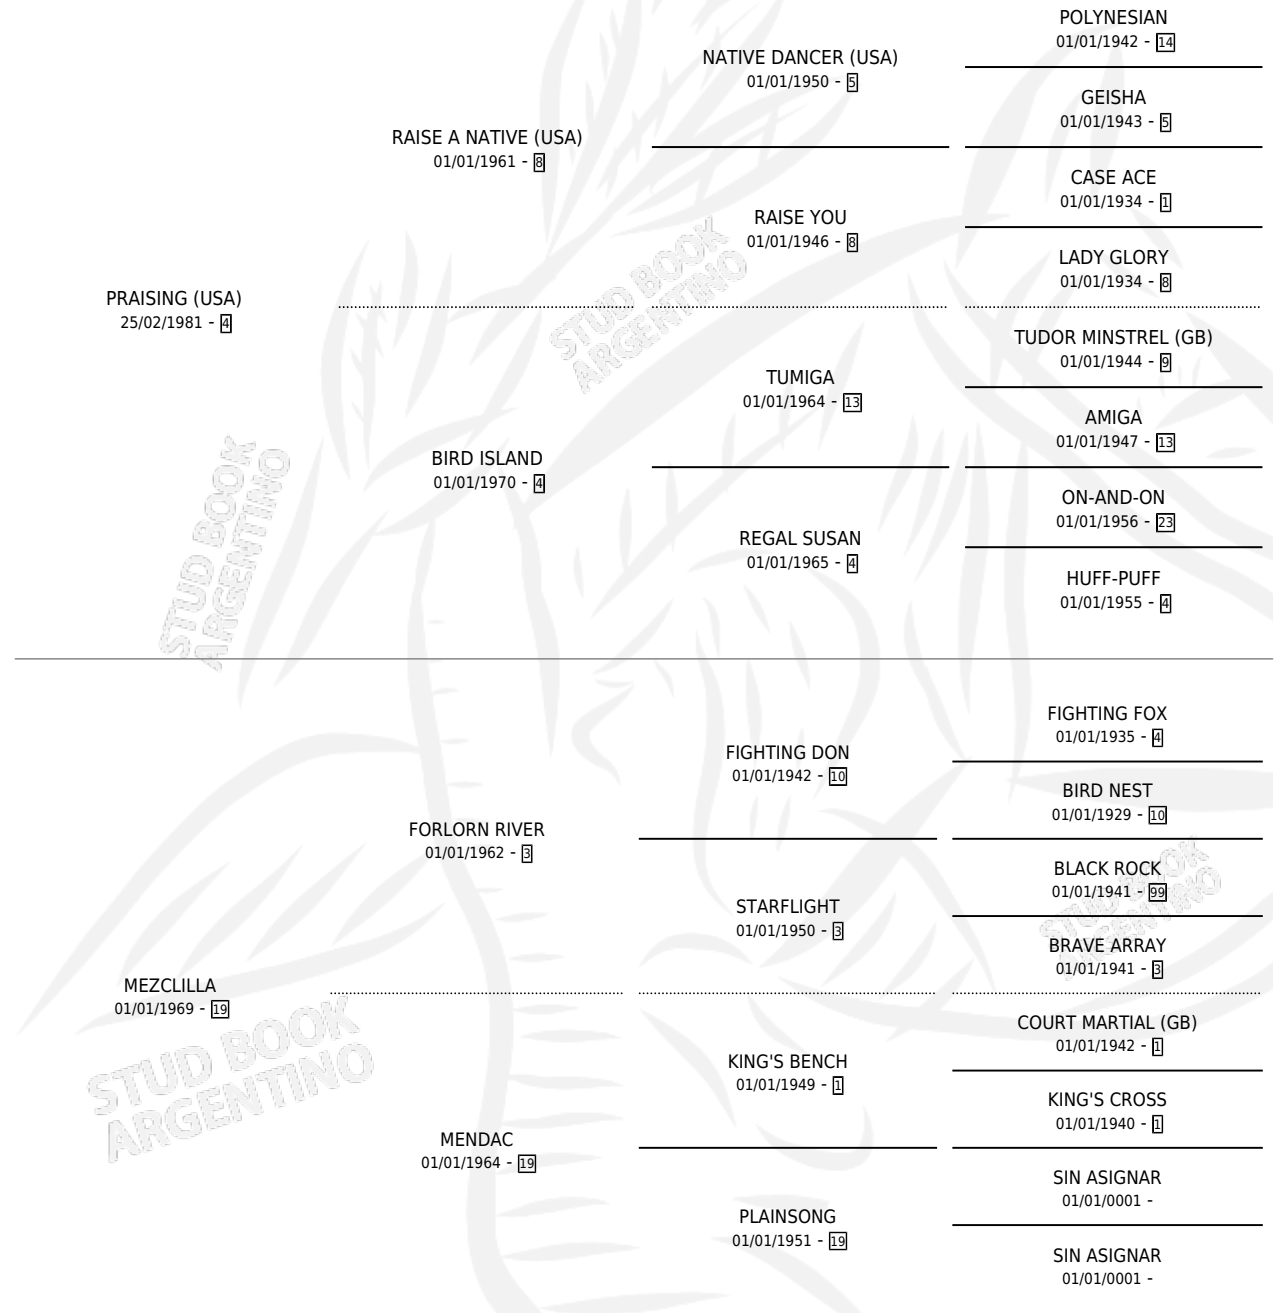 POLYNESIAN
01/01/1942 - 14
NATIVE DANCER (USA)
01/01/1950 - 5
GEISHA
01/01/1943 - 5
RAISE A NATIVE (USA)
01/01/1961 - 8
CASE ACE
01/01/1934 - 1
RAISE YOU
01/01/1946 - 8
LADY GLORY
01/01/1934 - 8
PRAISING (USA)
25/02/1981 - 4
TUDOR MINSTREL (GB)
01/01/1944 - 9
TUMIGA
01/01/1964 - 13
AMIGA
01/01/1947 - 13
BIRD ISLAND
01/01/1970 - 4
ON-AND-ON
01/01/1956 - 23
REGAL SUSAN
01/01/1965 - 4
HUFF-PUFF
01/01/1955 - 4
FIGHTING FOX
01/01/1935 - 4
FIGHTING DON
01/01/1942 - 10
BIRD NEST
01/01/1929 - 10
FORLORN RIVER
01/01/1962 - 3
BLACK ROCK
01/01/1941 - 99
STARFLIGHT
01/01/1950 - 3
BRAVE ARRAY
01/01/1941 - 3
MEZCLILLA
01/01/1969 - 19
COURT MARTIAL (GB)
01/01/1942 - 1
KING'S BENCH
01/01/1949 - 1
KING'S CROSS
01/01/1940 - 1
MENDAC
01/01/1964 - 19
SIN ASIGNAR
01/01/0001 -
PLAINSONG
01/01/1951 - 19
SIN ASIGNAR
01/01/0001 -
STUD BOOK
ARGENTINO
STUD BOOK
ARGENTINO
STUD BOOK
ARGENTINO
STUD BOOK
ARGENTINO